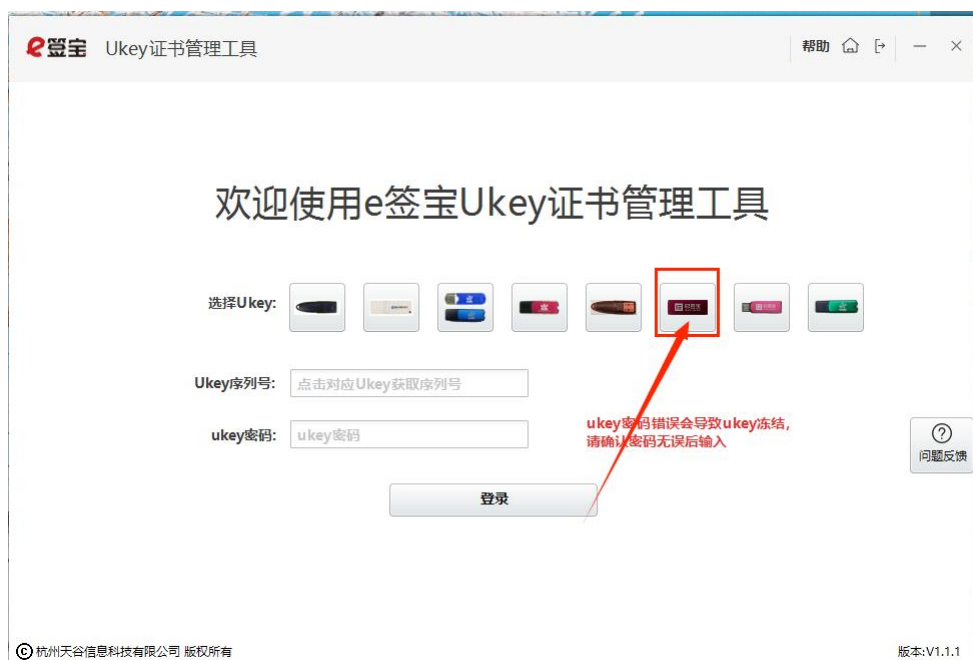 e签宝 Ukey证书管理工具 帮助
欢迎使用e签宝Ukey证书管理工具
选择Ukey:
Ukey序列号: 点击对应Ukey获取序列号
ukey密码: ukey密码
ukey密码错误会导致ukey冻结,
请确认密码无误后输入
问题反馈
登录
©杭州天谷信息科技有限公司 版权所有 版本:V1.1.1